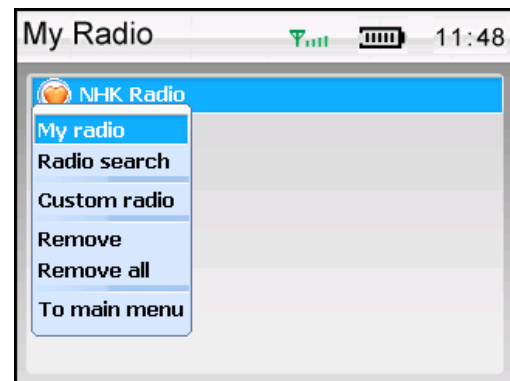 My Radio 11:48
NHK Radio
My radio
Radio search
Custom radio
Remove
Remove all
To main menu